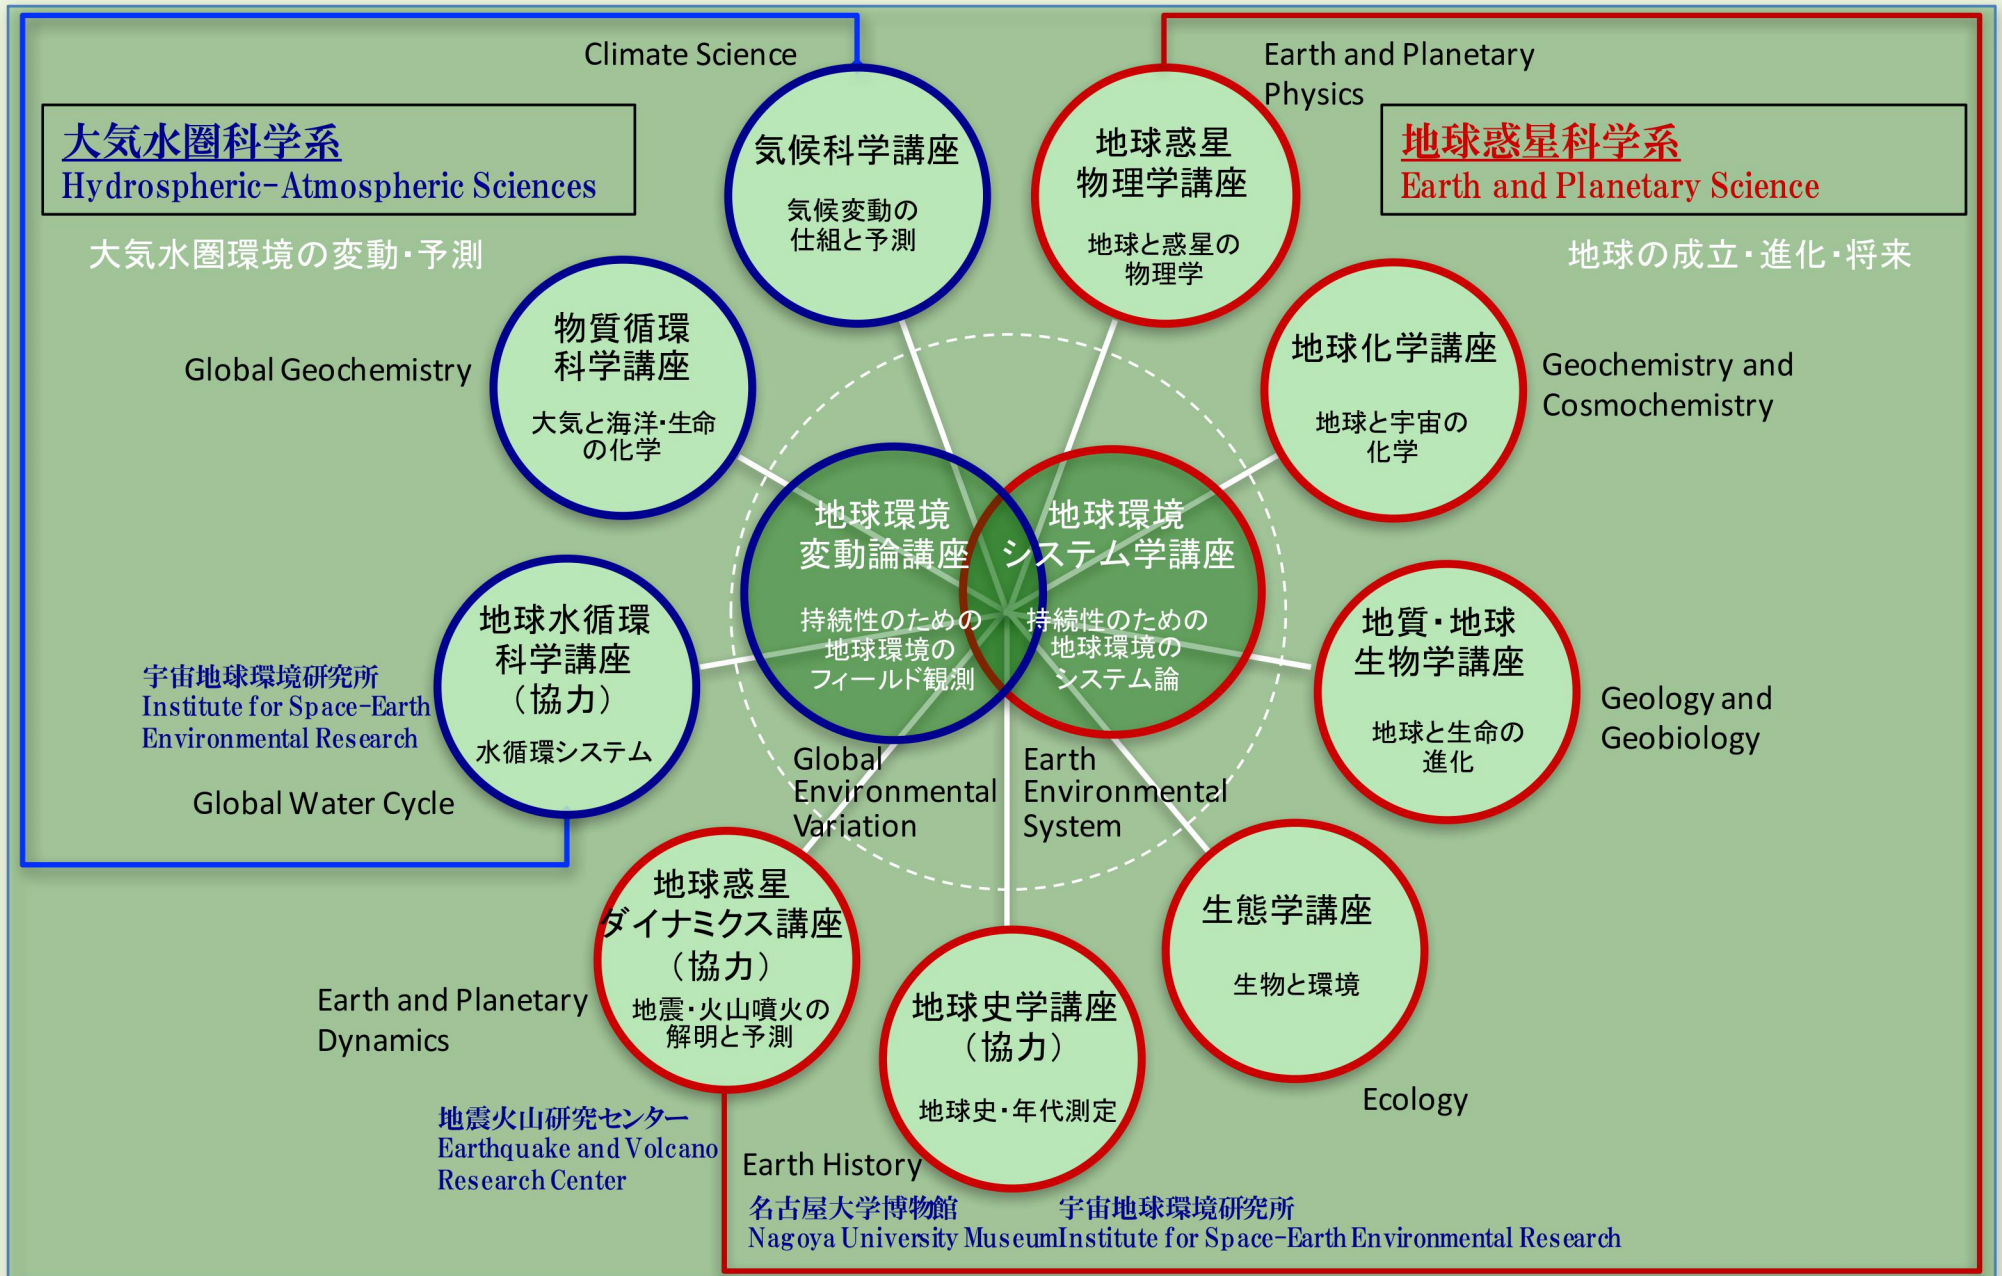 大気水圏科学系
Hydrospheric-Atmospheric Sciences
大気水圏環境の変動・予測
地球惑星科学系
Earth and Planetary Science
地球の成立・進化・将来
Climate Science
気候科学講座
気候変動の
仕組と予測
Earth and Planetary
Physics
地球惑星
物理学講座
地球と惑星の
物理学
Global Geochemistry
物質循環
科学講座
大気と海洋・生命
の化学
地球化学講座
地球と宇宙の
化学
Geochemistry and
Cosmochemistry
地球環境
変動論講座
持続性のための
地球環境の
フィールド観測
Global
Environmental
Variation
地球環境
システム学講座
持続性のための
地球環境の
システム論
Earth
Environmental
System
地球水循環
科学講座
（協力）
水循環システム
宇宙地球環境研究所
Institute for Space-Earth
Environmental Research
Global Water Cycle
地質・地球
生物学講座
地球と生命の
進化
Geology and
Geobiology
地球惑星
ダイナミクス講座
（協力）
地震・火山噴火の
解明と予測
Earth and Planetary
Dynamics
地震火山研究センター
Earthquake and Volcano
Research Center
地球史学講座
（協力）
地球史・年代測定
Earth History
名古屋大学博物館
Nagoya University Museum
宇宙地球環境研究所
Institute for Space-Earth Environmental Research
生態学講座
生物と環境
Ecology